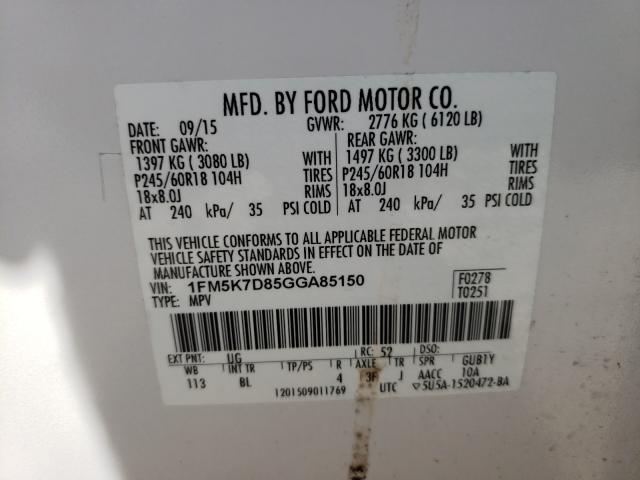 MFD. BY FORD MOTOR CO.
DATE: 09/15 GVWR: 2776 KG ( 6120 LB)
FRONT GAWR: REAR GAWR:
1397 KG ( 3080 LB) WITH 1497 KG ( 3300 LB) WITH
P245/60R18 104H TIRES P245/60R18 104H TIRES
18x8.0J RIMS 18x8.0J RIMS
AT 240 kPa/ 35 PSI COLD AT 240 kPa/ 35 PSI COLD
THIS VEHICLE CONFORMS TO ALL APPLICABLE FEDERAL MOTOR
VEHICLE SAFETY STANDARDS IN EFFECT ON THE DATE OF
MANUFACTURE SHOWN ABOVE.
VIN: 1FM5K7D85GGA85150 F0278
TYPE: MPV T0251
EXT PNT: UG RC: 52 DSO:
WB INT TR TP/PS R AXLE TR SPR GUB1Y
113 BL 4 3F J AACC 10A
1201509011769 UTC ▽5U5A-1520472-BA